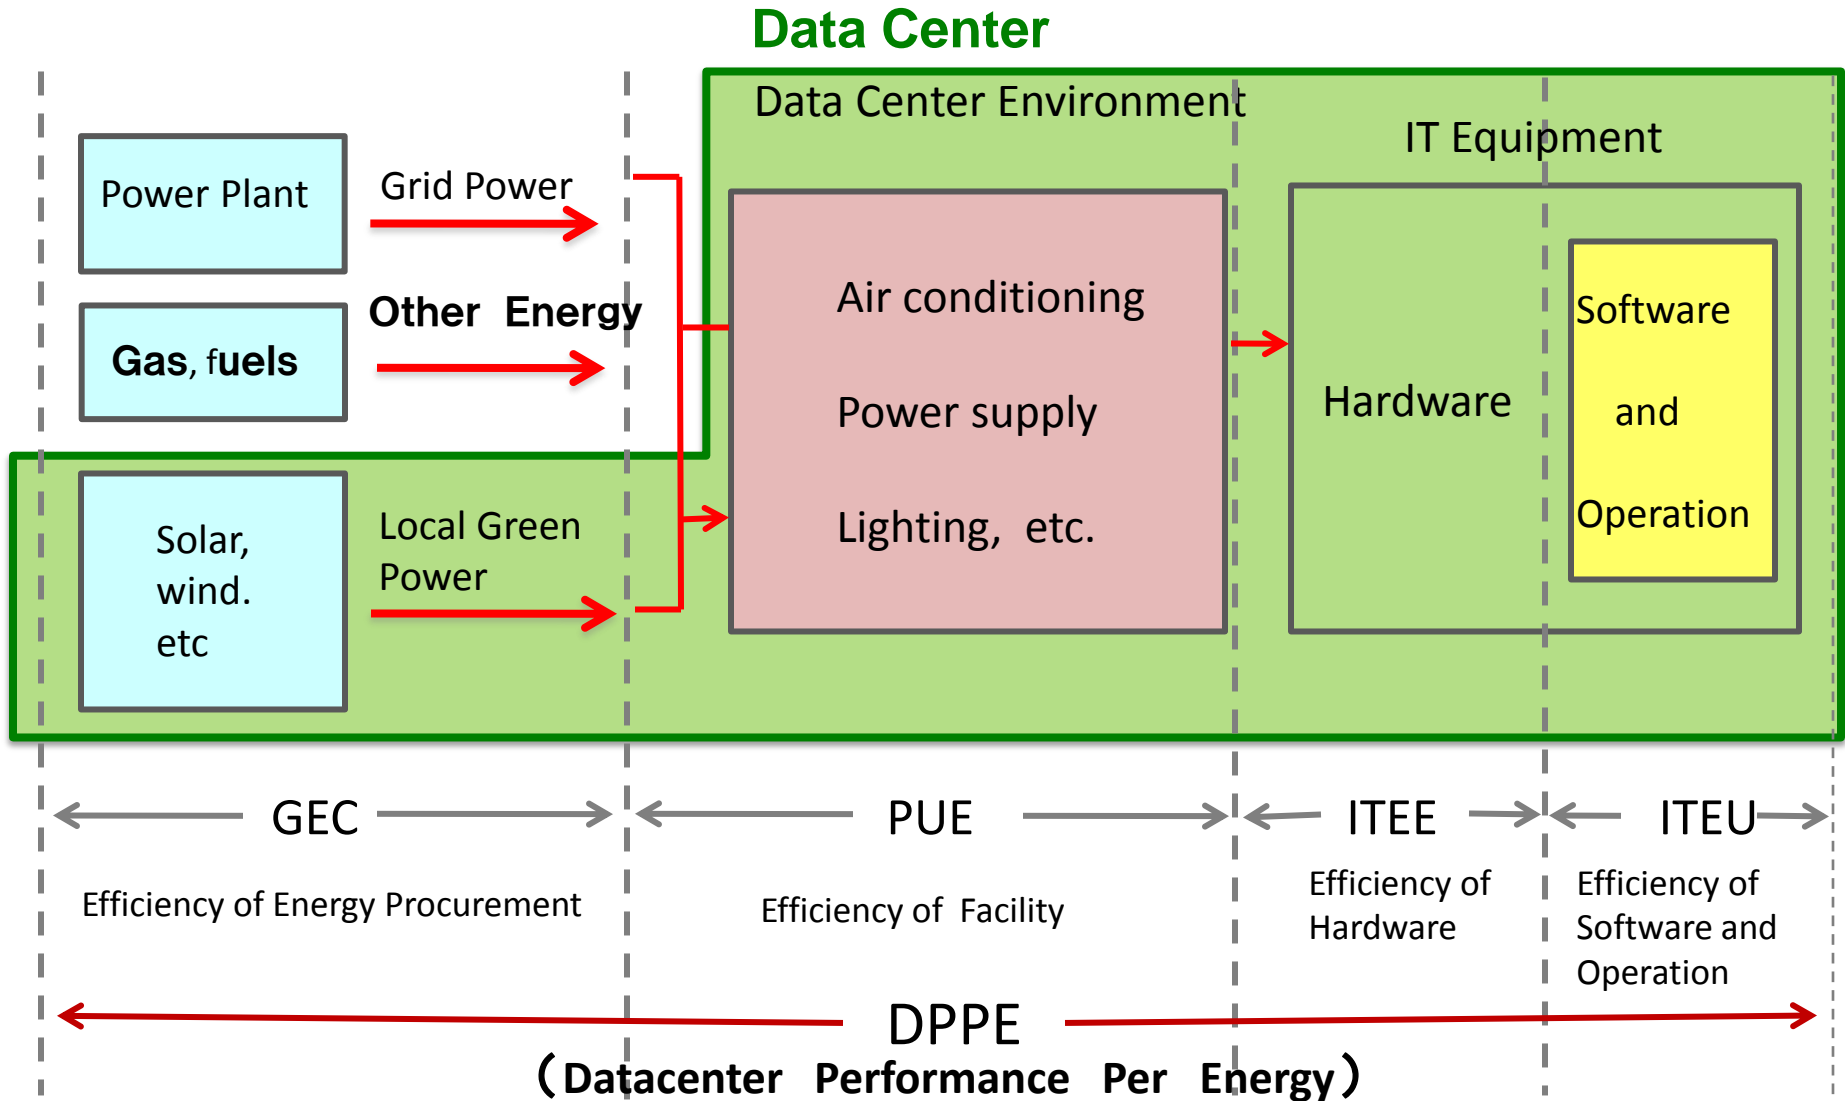 Data Center
Data Center Environment
IT Equipment
Power Plant
Grid Power
Other Energy
Gas, fuels
Solar,
wind.
etc
Local Green
Power
Air conditioning
Power supply
Lighting, etc.
Hardware
Software
and
Operation
GEC
PUE
ITEE
ITEU
Efficiency of Energy Procurement
Efficiency of Facility
Efficiency of
Hardware
Efficiency of
Software and
Operation
DPPE
（Datacenter Performance Per Energy）